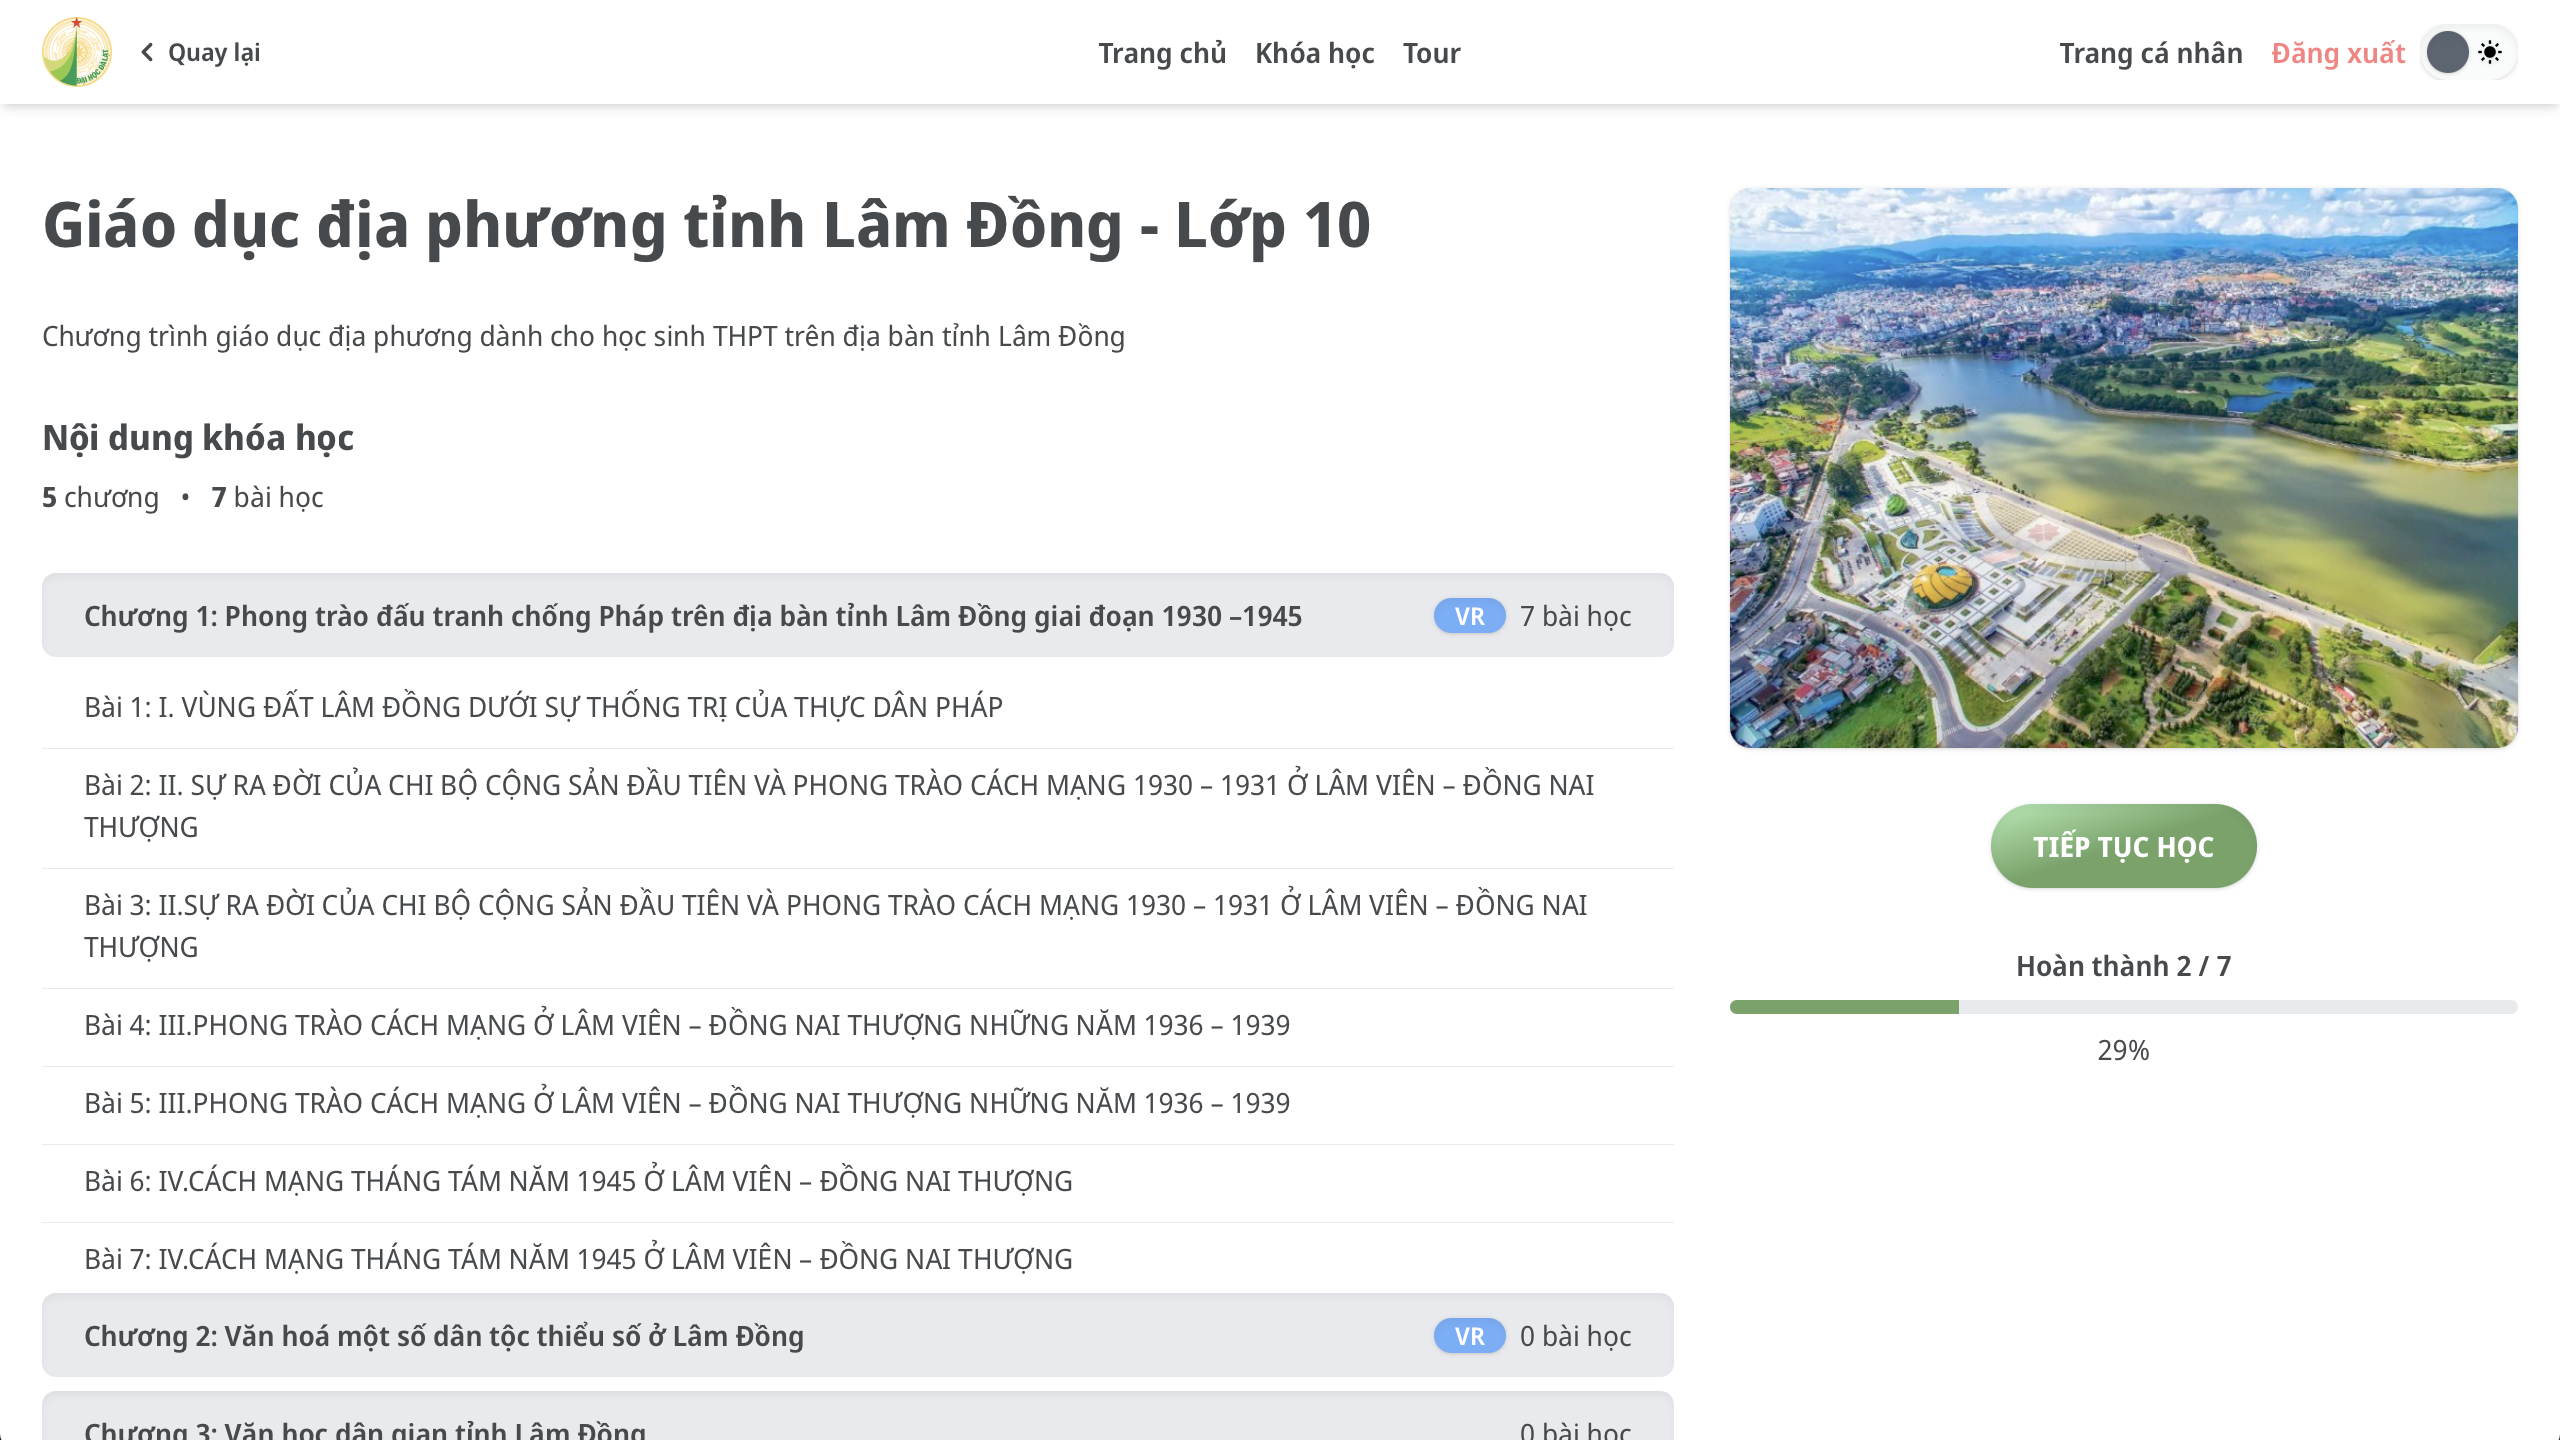 ĐẠI HỌC ĐÀ LẠT
Quay lại
Trang chủ Khóa học Tour
Trang cá nhân Đăng xuất
Giáo dục địa phương tỉnh Lâm Đồng - Lớp 10
Chương trình giáo dục địa phương dành cho học sinh THPT trên địa bàn tỉnh Lâm Đồng
Nội dung khóa học
5 chương • 7 bài học
Chương 1: Phong trào đấu tranh chống Pháp trên địa bàn tỉnh Lâm Đồng giai đoạn 1930 –1945 VR 7 bài học
Bài 1: I. VÙNG ĐẤT LÂM ĐỒNG DƯỚI SỰ THỐNG TRỊ CỦA THỰC DÂN PHÁP
Bài 2: II. SỰ RA ĐỜI CỦA CHI BỘ CỘNG SẢN ĐẦU TIÊN VÀ PHONG TRÀO CÁCH MẠNG 1930 – 1931 Ở LÂM VIÊN – ĐỒNG NAI
THƯỢNG
Bài 3: II.SỰ RA ĐỜI CỦA CHI BỘ CỘNG SẢN ĐẦU TIÊN VÀ PHONG TRÀO CÁCH MẠNG 1930 – 1931 Ở LÂM VIÊN – ĐỒNG NAI
THƯỢNG
Bài 4: III.PHONG TRÀO CÁCH MẠNG Ở LÂM VIÊN – ĐỒNG NAI THƯỢNG NHỮNG NĂM 1936 – 1939
Bài 5: III.PHONG TRÀO CÁCH MẠNG Ở LÂM VIÊN – ĐỒNG NAI THƯỢNG NHỮNG NĂM 1936 – 1939
Bài 6: IV.CÁCH MẠNG THÁNG TÁM NĂM 1945 Ở LÂM VIÊN – ĐỒNG NAI THƯỢNG
Bài 7: IV.CÁCH MẠNG THÁNG TÁM NĂM 1945 Ở LÂM VIÊN – ĐỒNG NAI THƯỢNG
Chương 2: Văn hoá một số dân tộc thiểu số ở Lâm Đồng VR 0 bài học
Chương 3: Văn học dân gian tỉnh Lâm Đồng 0 bài học
TIẾP TỤC HỌC
Hoàn thành 2 / 7
29%